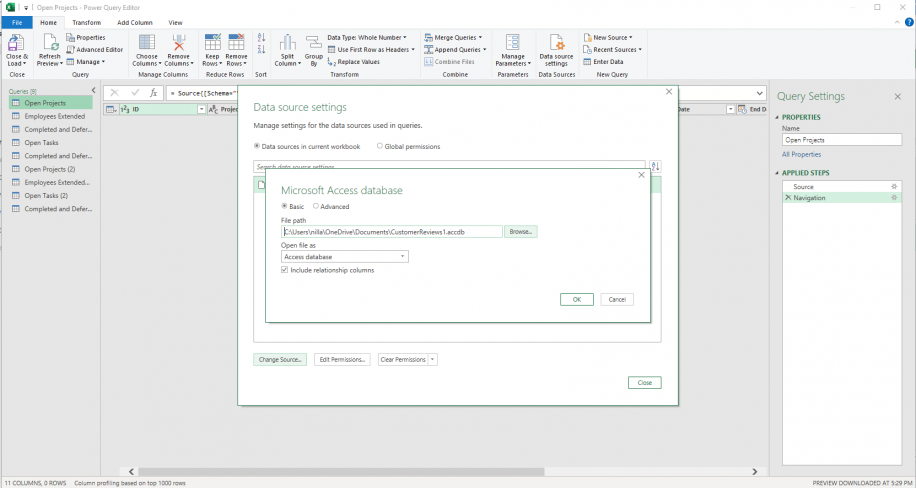 Open Projects - Power Query Editor
File Home Transform Add Column View
Close & Load
Close
Refresh Preview
Properties
Advanced Editor
Manage
Query
Choose Columns
Remove Columns
Manage Columns
Keep Rows
Remove Rows
Reduce Rows
Sort
Split Column
Group By
Data Type: Whole Number
Use First Row as Headers
Replace Values
Transform
Merge Queries
Append Queries
Combine Files
Combine
Manage Parameters
Parameters
Data source settings
Data Sources
New Source
Recent Sources
Enter Data
New Query
Queries [9]
Open Projects
Employees Extended
Completed and Defer...
Open Tasks
Completed and Defer...
Open Projects (2)
Employees Extended...
Open Tasks (2)
Completed and Defer...
fx = Source{[Schema="
ID
Date
End Da
Data source settings
Manage settings for the data sources used in queries.
Data sources in current workbook Global permissions
Search data source settings
Microsoft Access database
Basic Advanced
File path
C:\Users\nilla\OneDrive\Documents\CustomerReviews1.accdb Browse...
Open file as
Access database
Include relationship columns
OK Cancel
Change Source... Edit Permissions... Clear Permissions
Close
Query Settings
PROPERTIES
Name
Open Projects
All Properties
APPLIED STEPS
Source
Navigation
11 COLUMNS, 0 ROWS Column profiling based on top 1000 rows PREVIEW DOWNLOADED AT 5:29 PM